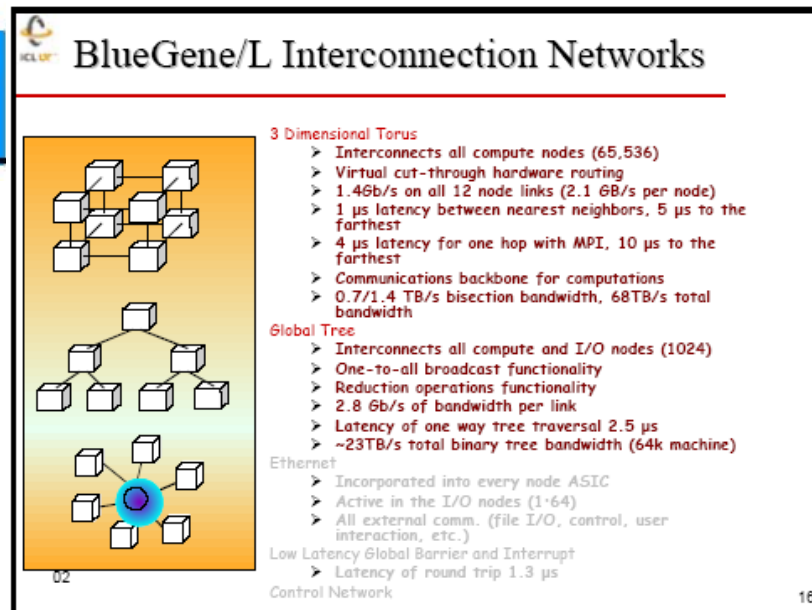 ICLUT
BlueGene/L Interconnection Networks
3 Dimensional Torus
➢ Interconnects all compute nodes (65,536)
➢ Virtual cut-through hardware routing
➢ 1.4Gb/s on all 12 node links (2.1 GB/s per node)
➢ 1 µs latency between nearest neighbors, 5 µs to the
farthest
➢ 4 µs latency for one hop with MPI, 10 µs to the
farthest
➢ Communications backbone for computations
➢ 0.7/1.4 TB/s bisection bandwidth, 68TB/s total
bandwidth
Global Tree
➢ Interconnects all compute and I/O nodes (1024)
➢ One-to-all broadcast functionality
➢ Reduction operations functionality
➢ 2.8 Gb/s of bandwidth per link
➢ Latency of one way tree traversal 2.5 µs
➢ ~23TB/s total binary tree bandwidth (64k machine)
Ethernet
➢ Incorporated into every node ASIC
➢ Active in the I/O nodes (1:64)
➢ All external comm. (file I/O, control, user
interaction, etc.)
Low Latency Global Barrier and Interrupt
➢ Latency of round trip 1.3 µs
Control Network
02
16